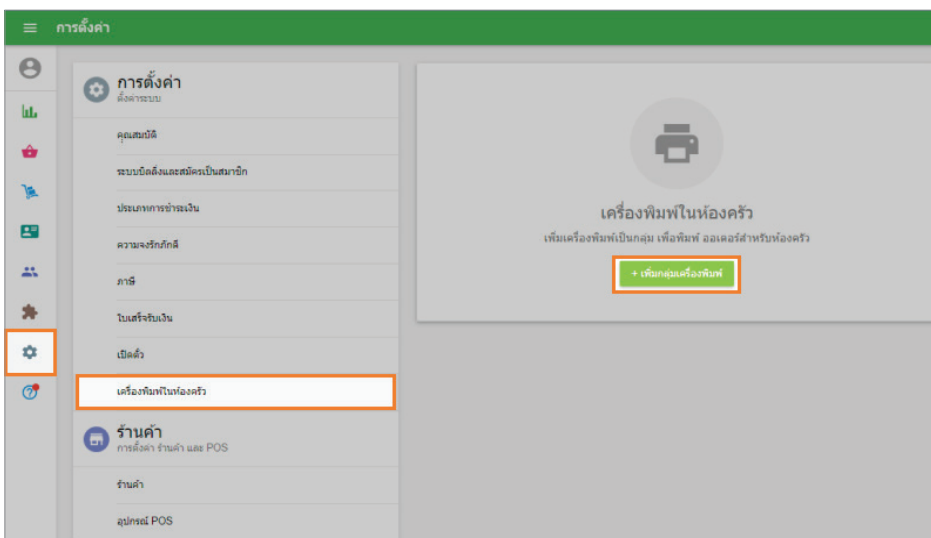 การตั้งค่า
การตั้งค่า
ตั้งค่าระบบ
คุณสมบัติ
ระบบบิลลิ่งและสมัครเป็นสมาชิก
ประเภทการชำระเงิน
ความจงรักภักดี
ภาษี
ใบเสร็จรับเงิน
เปิดตั๋ว
เครื่องพิมพ์ในห้องครัว
ร้านค้า
การตั้งค่า ร้านค้า และ POS
ร้านค้า
อุปกรณ์ POS
เครื่องพิมพ์ในห้องครัว
เพิ่มเครื่องพิมพ์เป็นกลุ่ม เพื่อพิมพ์ ออเดอร์สำหรับห้องครัว
+ เพิ่มกลุ่มเครื่องพิมพ์